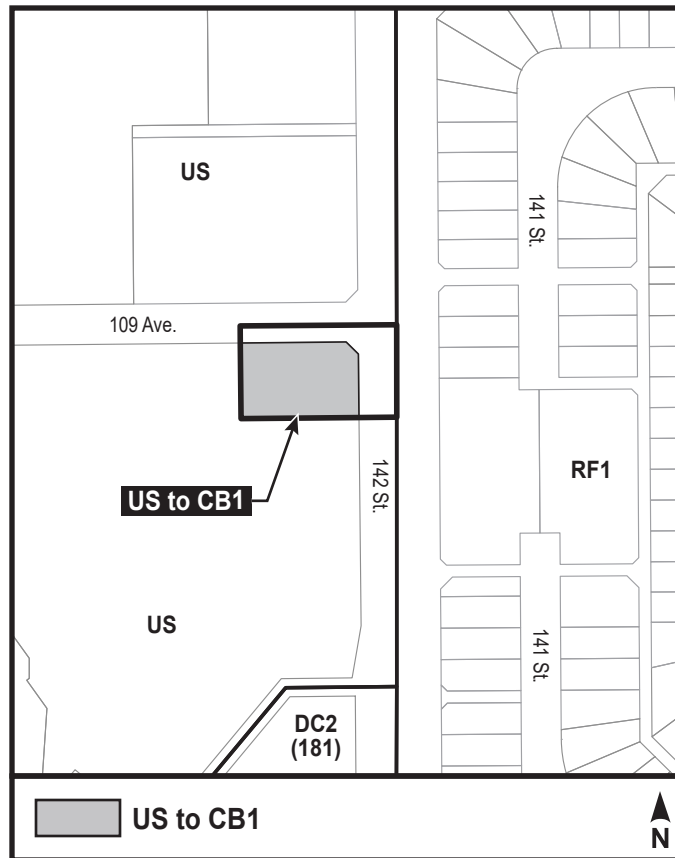 US
141 St.
109 Ave.
US to CB1
142 St.
RF1
US
141 St.
DC2
(181)
US to CB1
N